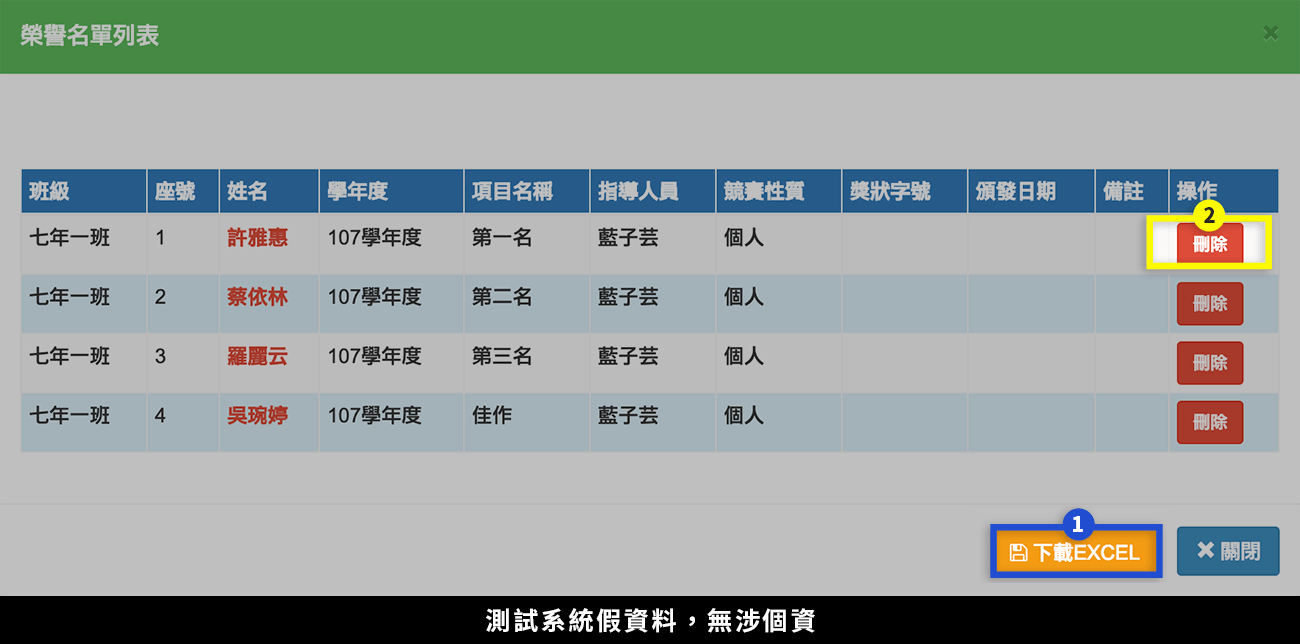 榮譽名單列表 ×
班級 座號 姓名 學年度 項目名稱 指導人員 競賽性質 獎狀字號 頒發日期 備註 操作
2
七年一班 1 許雅惠 107學年度 第一名 藍子芸 個人 刪除
七年一班 2 蔡依林 107學年度 第二名 藍子芸 個人 刪除
七年一班 3 羅麗云 107學年度 第三名 藍子芸 個人 刪除
七年一班 4 吳琬婷 107學年度 佳作 藍子芸 個人 刪除
1
下載EXCEL ✖ 關閉
測試系統假資料，無涉個資